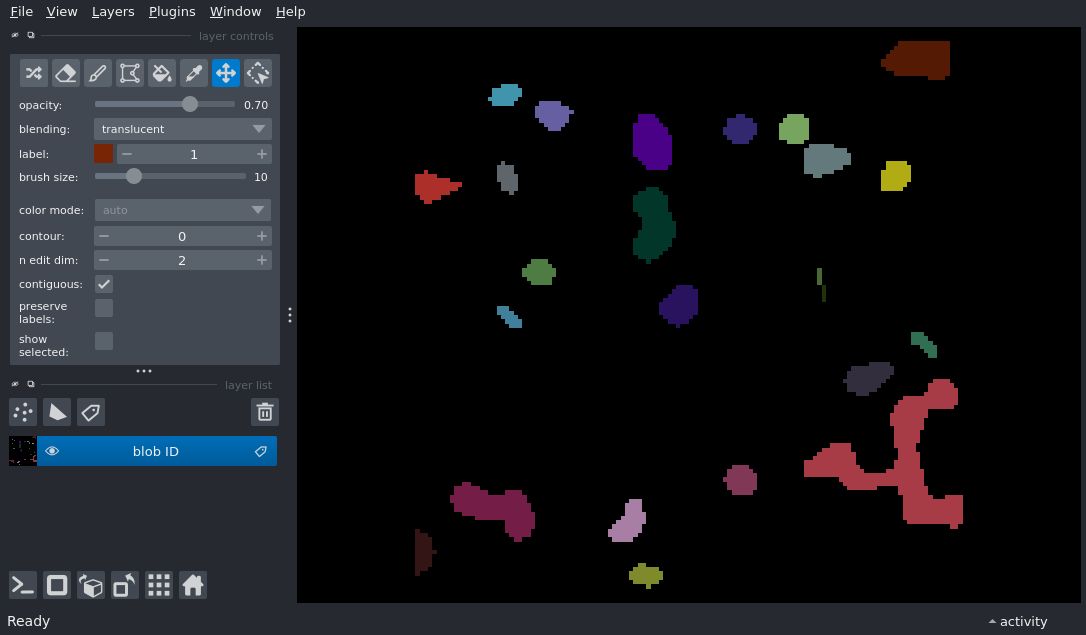 File View Layers Plugins Window Help
layer controls
opacity: 0.70
blending: translucent
label: 1
brush size: 10
color mode: auto
contour: 0
n edit dim: 2
contiguous:
preserve
labels:
show
selected:
layer list
blob ID
Ready
activity